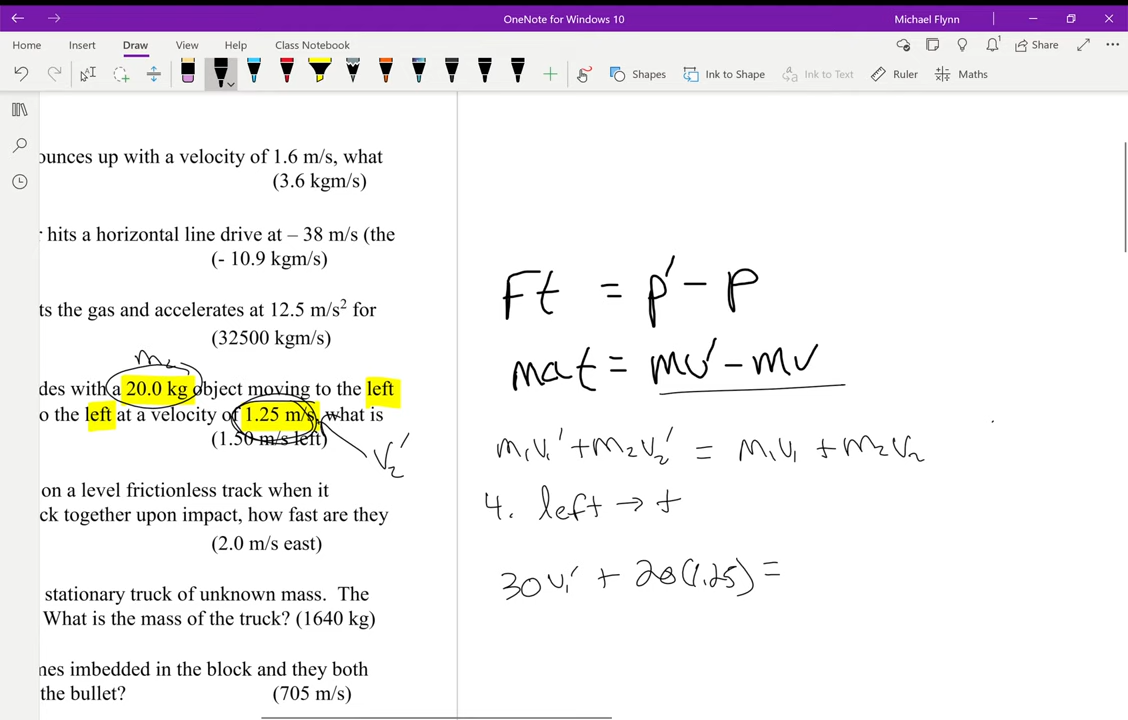 OneNote for Windows 10
Michael Flynn
Home Insert Draw View Help Class Notebook
Share
Shapes Ink to Shape Ink to Text Ruler Maths
ounces up with a velocity of 1.6 m/s, what
(3.6 kgm/s)
hits a horizontal line drive at – 38 m/s (the
(- 10.9 kgm/s)
ts the gas and accelerates at 12.5 m/s² for
(32500 kgm/s)
m₂
des with a 20.0 kg object moving to the left
o the left at a velocity of 1.25 m/s, what is
(1.50 m/s left)
V₂'
on a level frictionless track when it
ck together upon impact, how fast are they
(2.0 m/s east)
stationary truck of unknown mass. The
What is the mass of the truck? (1640 kg)
mes imbedded in the block and they both
the bullet?
(705 m/s)
Ft = p' − p
mat = mv' − mv
m₁v₁' + m₂v₂' = m₁v₁ + m₂v₂
4. left → +
30v₁' + 20(1.25) =